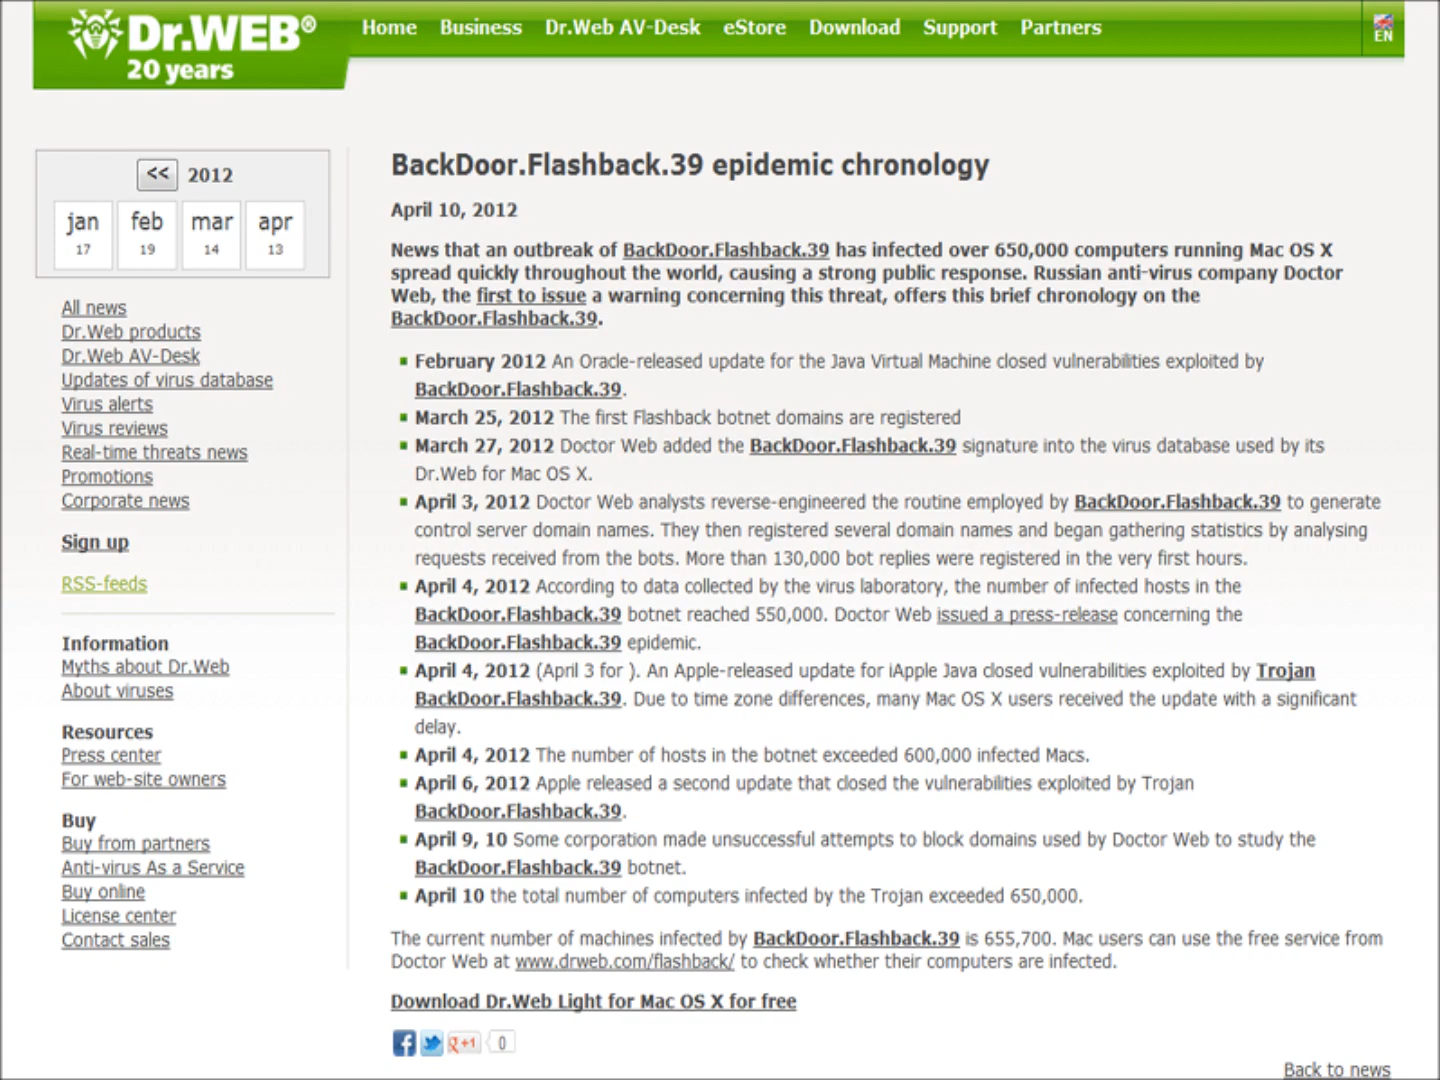 Dr.WEB®
20 years
Home Business Dr.Web AV-Desk eStore Download Support Partners
EN
<< 2012
jan feb mar apr
17 19 14 13
All news
Dr.Web products
Dr.Web AV-Desk
Updates of virus database
Virus alerts
Virus reviews
Real-time threats news
Promotions
Corporate news
Sign up
RSS-feeds
Information
Myths about Dr.Web
About viruses
Resources
Press center
For web-site owners
Buy
Buy from partners
Anti-virus As a Service
Buy online
License center
Contact sales
BackDoor.Flashback.39 epidemic chronology
April 10, 2012
News that an outbreak of BackDoor.Flashback.39 has infected over 650,000 computers running Mac OS X
spread quickly throughout the world, causing a strong public response. Russian anti-virus company Doctor
Web, the first to issue a warning concerning this threat, offers this brief chronology on the
BackDoor.Flashback.39.
February 2012 An Oracle-released update for the Java Virtual Machine closed vulnerabilities exploited by
BackDoor.Flashback.39.
March 25, 2012 The first Flashback botnet domains are registered
March 27, 2012 Doctor Web added the BackDoor.Flashback.39 signature into the virus database used by its
Dr.Web for Mac OS X.
April 3, 2012 Doctor Web analysts reverse-engineered the routine employed by BackDoor.Flashback.39 to generate
control server domain names. They then registered several domain names and began gathering statistics by analysing
requests received from the bots. More than 130,000 bot replies were registered in the very first hours.
April 4, 2012 According to data collected by the virus laboratory, the number of infected hosts in the
BackDoor.Flashback.39 botnet reached 550,000. Doctor Web issued a press-release concerning the
BackDoor.Flashback.39 epidemic.
April 4, 2012 (April 3 for ). An Apple-released update for iApple Java closed vulnerabilities exploited by Trojan
BackDoor.Flashback.39. Due to time zone differences, many Mac OS X users received the update with a significant
delay.
April 4, 2012 The number of hosts in the botnet exceeded 600,000 infected Macs.
April 6, 2012 Apple released a second update that closed the vulnerabilities exploited by Trojan
BackDoor.Flashback.39.
April 9, 10 Some corporation made unsuccessful attempts to block domains used by Doctor Web to study the
BackDoor.Flashback.39 botnet.
April 10 the total number of computers infected by the Trojan exceeded 650,000.
The current number of machines infected by BackDoor.Flashback.39 is 655,700. Mac users can use the free service from
Doctor Web at www.drweb.com/flashback/ to check whether their computers are infected.
Download Dr.Web Light for Mac OS X for free
f g+1 0
Back to news